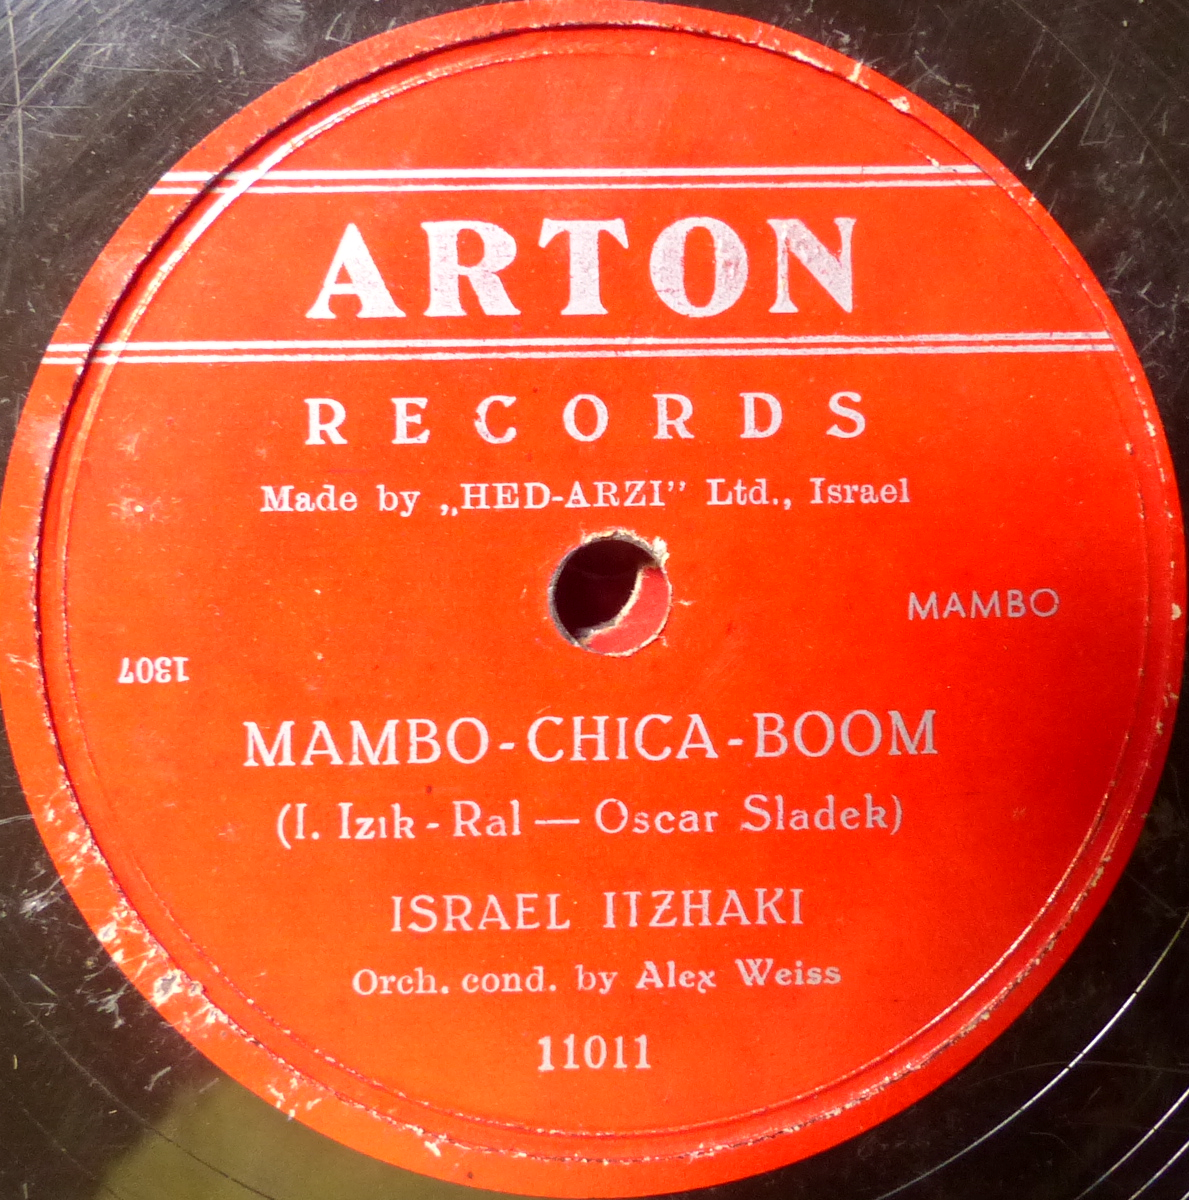 ARTON
RECORDS
Made by „HED-ARZI” Ltd., Israel
MAMBO
1307
MAMBO-CHICA-BOOM
(I. Izık-Ral — Oscar Sladek)
ISRAEL ITZHAKI
Orch. cond. by Alex Weiss
11011